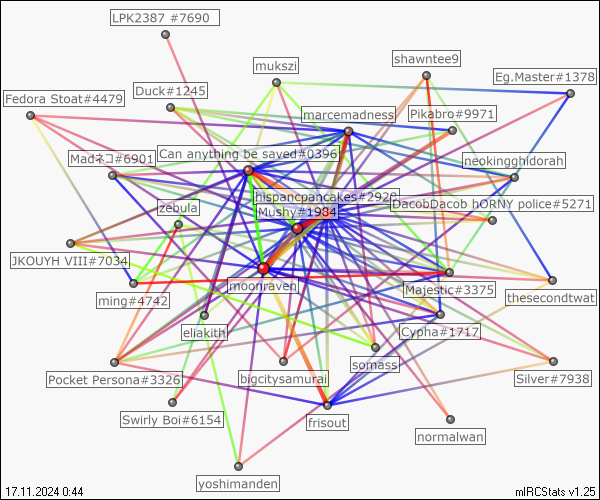 LPK2387 #7690
shawntee9
mukszi
Eg.Master#1378
Duck#1245
Fedora Stoat#4479
marcemadness
Pikabro#9971
Can anything be saved#0396
Madネコ#6901
neokingghidorah
hispancpancakes#2928
DacobDacob hORNY police#5271
zebula
Mushy#1984
JKOUYH VIII#7034
moonraven
Majestic#3375
thesecondtwat
ming#4742
eliakith
Cypha#1717
somass
Pocket Persona#3326
bigcitysamurai
Silver#7938
Swirly Boi#6154
frisout
normalwan
yoshimanden
17.11.2024 0:44
mIRCStats v1.25